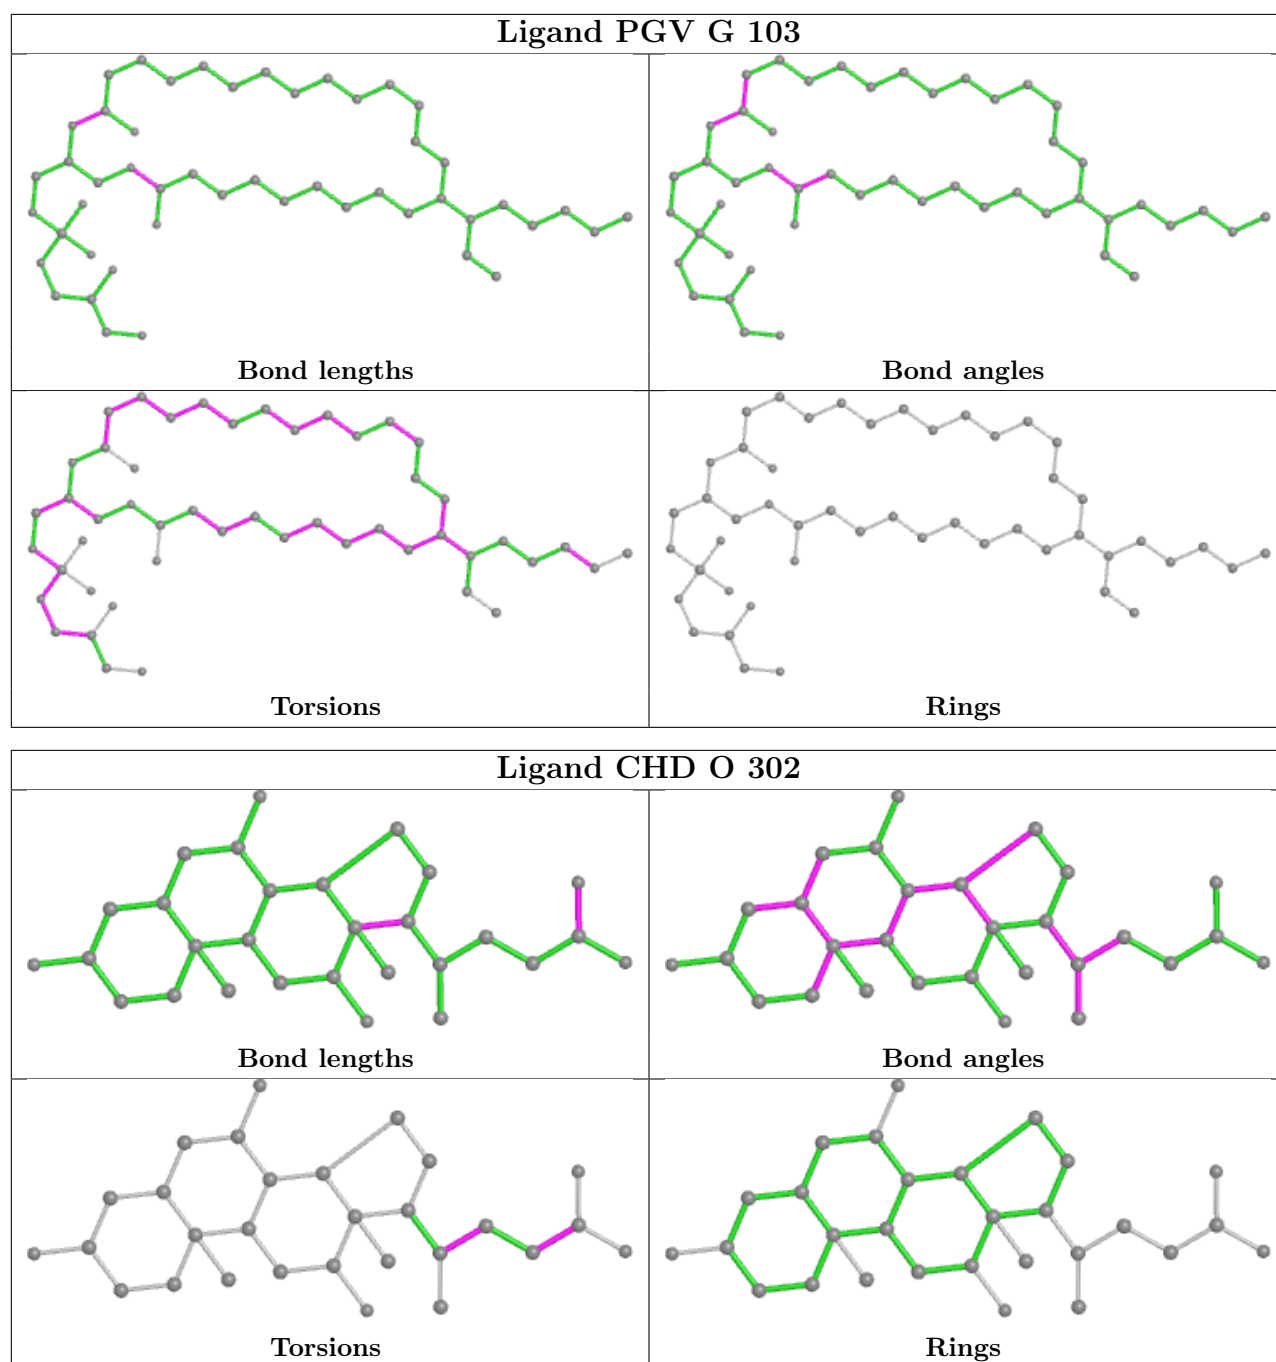 Ligand PGV G 103
Bond lengths
Bond angles
Torsions
Rings
Ligand CHD O 302
Bond lengths
Bond angles
Torsions
Rings